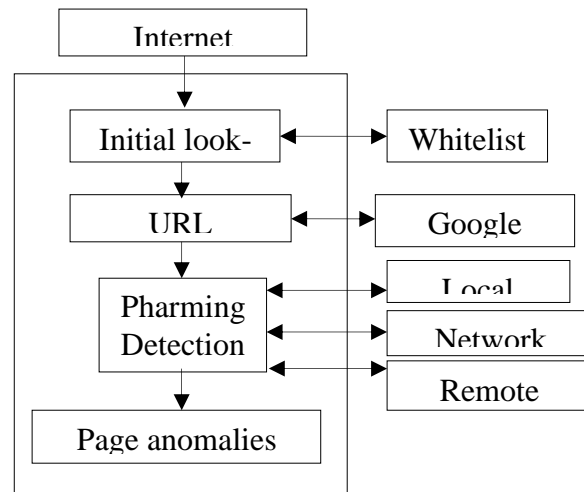 Internet
Initial look-
Whitelist
URL
Google
Pharming
Detection
Local
Network
Remote
Page anomalies